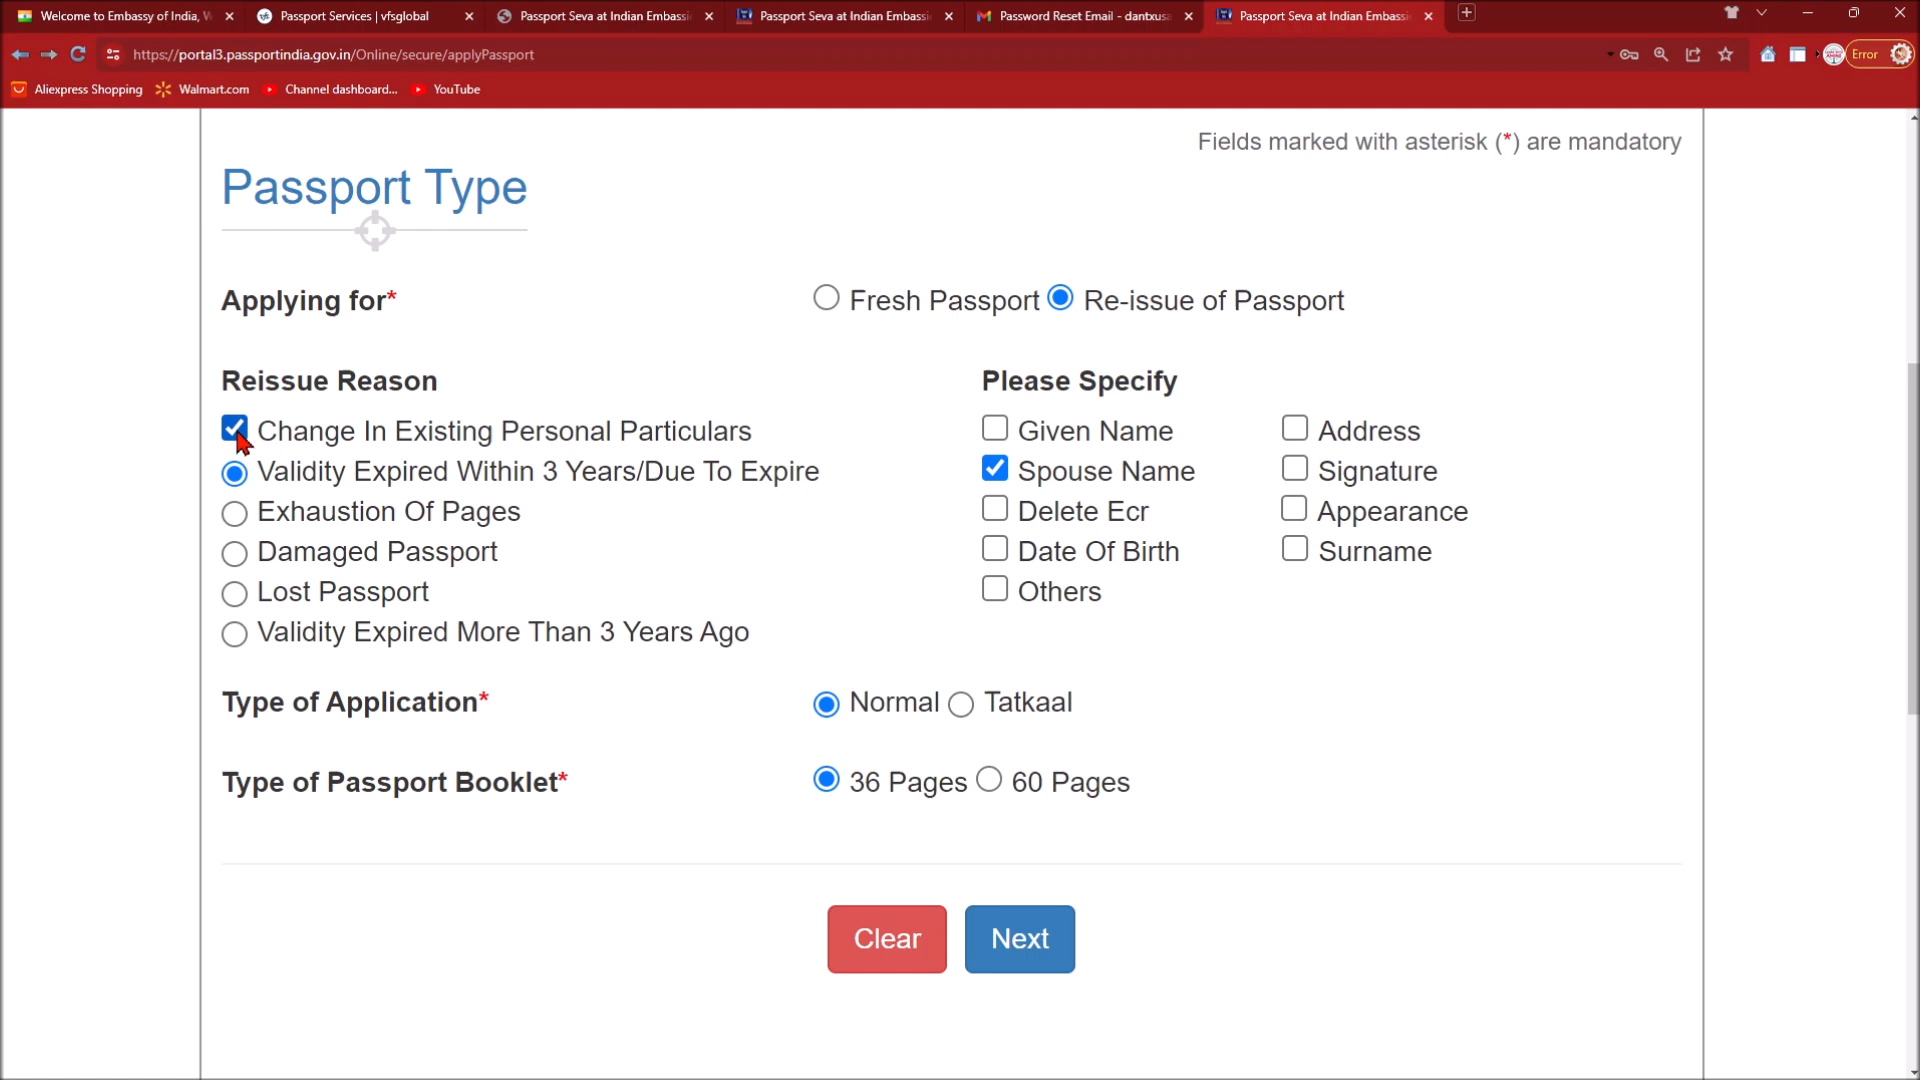 Welcome to Embassy of India, W
Passport Services | vfsglobal
Passport Seva at Indian Embassi
Passport Seva at Indian Embassi
Password Reset Email - dantxusa
Passport Seva at Indian Embassi
https://portal3.passportindia.gov.in/Online/secure/applyPassport
Error
Aliexpress Shopping
Walmart.com
Channel dashboard...
YouTube
Fields marked with asterisk (*) are mandatory
Passport Type
Applying for*
Fresh Passport
Re-issue of Passport
Reissue Reason
Please Specify
Change In Existing Personal Particulars
Given Name
Address
Validity Expired Within 3 Years/Due To Expire
Spouse Name
Signature
Exhaustion Of Pages
Delete Ecr
Appearance
Damaged Passport
Date Of Birth
Surname
Lost Passport
Others
Validity Expired More Than 3 Years Ago
Type of Application*
Normal
Tatkaal
Type of Passport Booklet*
36 Pages
60 Pages
Clear
Next